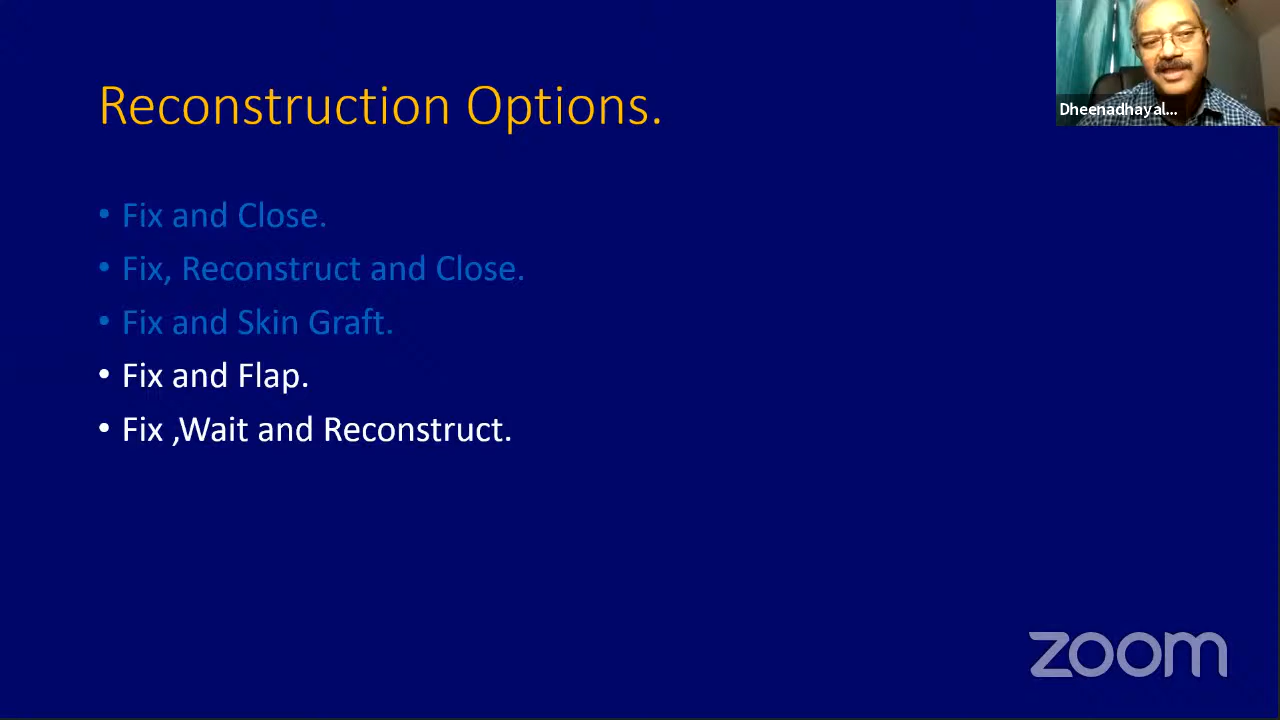 Reconstruction Options.
Dheenadhayal...
• Fix and Close.
• Fix, Reconstruct and Close.
• Fix and Skin Graft.
• Fix and Flap.
• Fix ,Wait and Reconstruct.
zoom